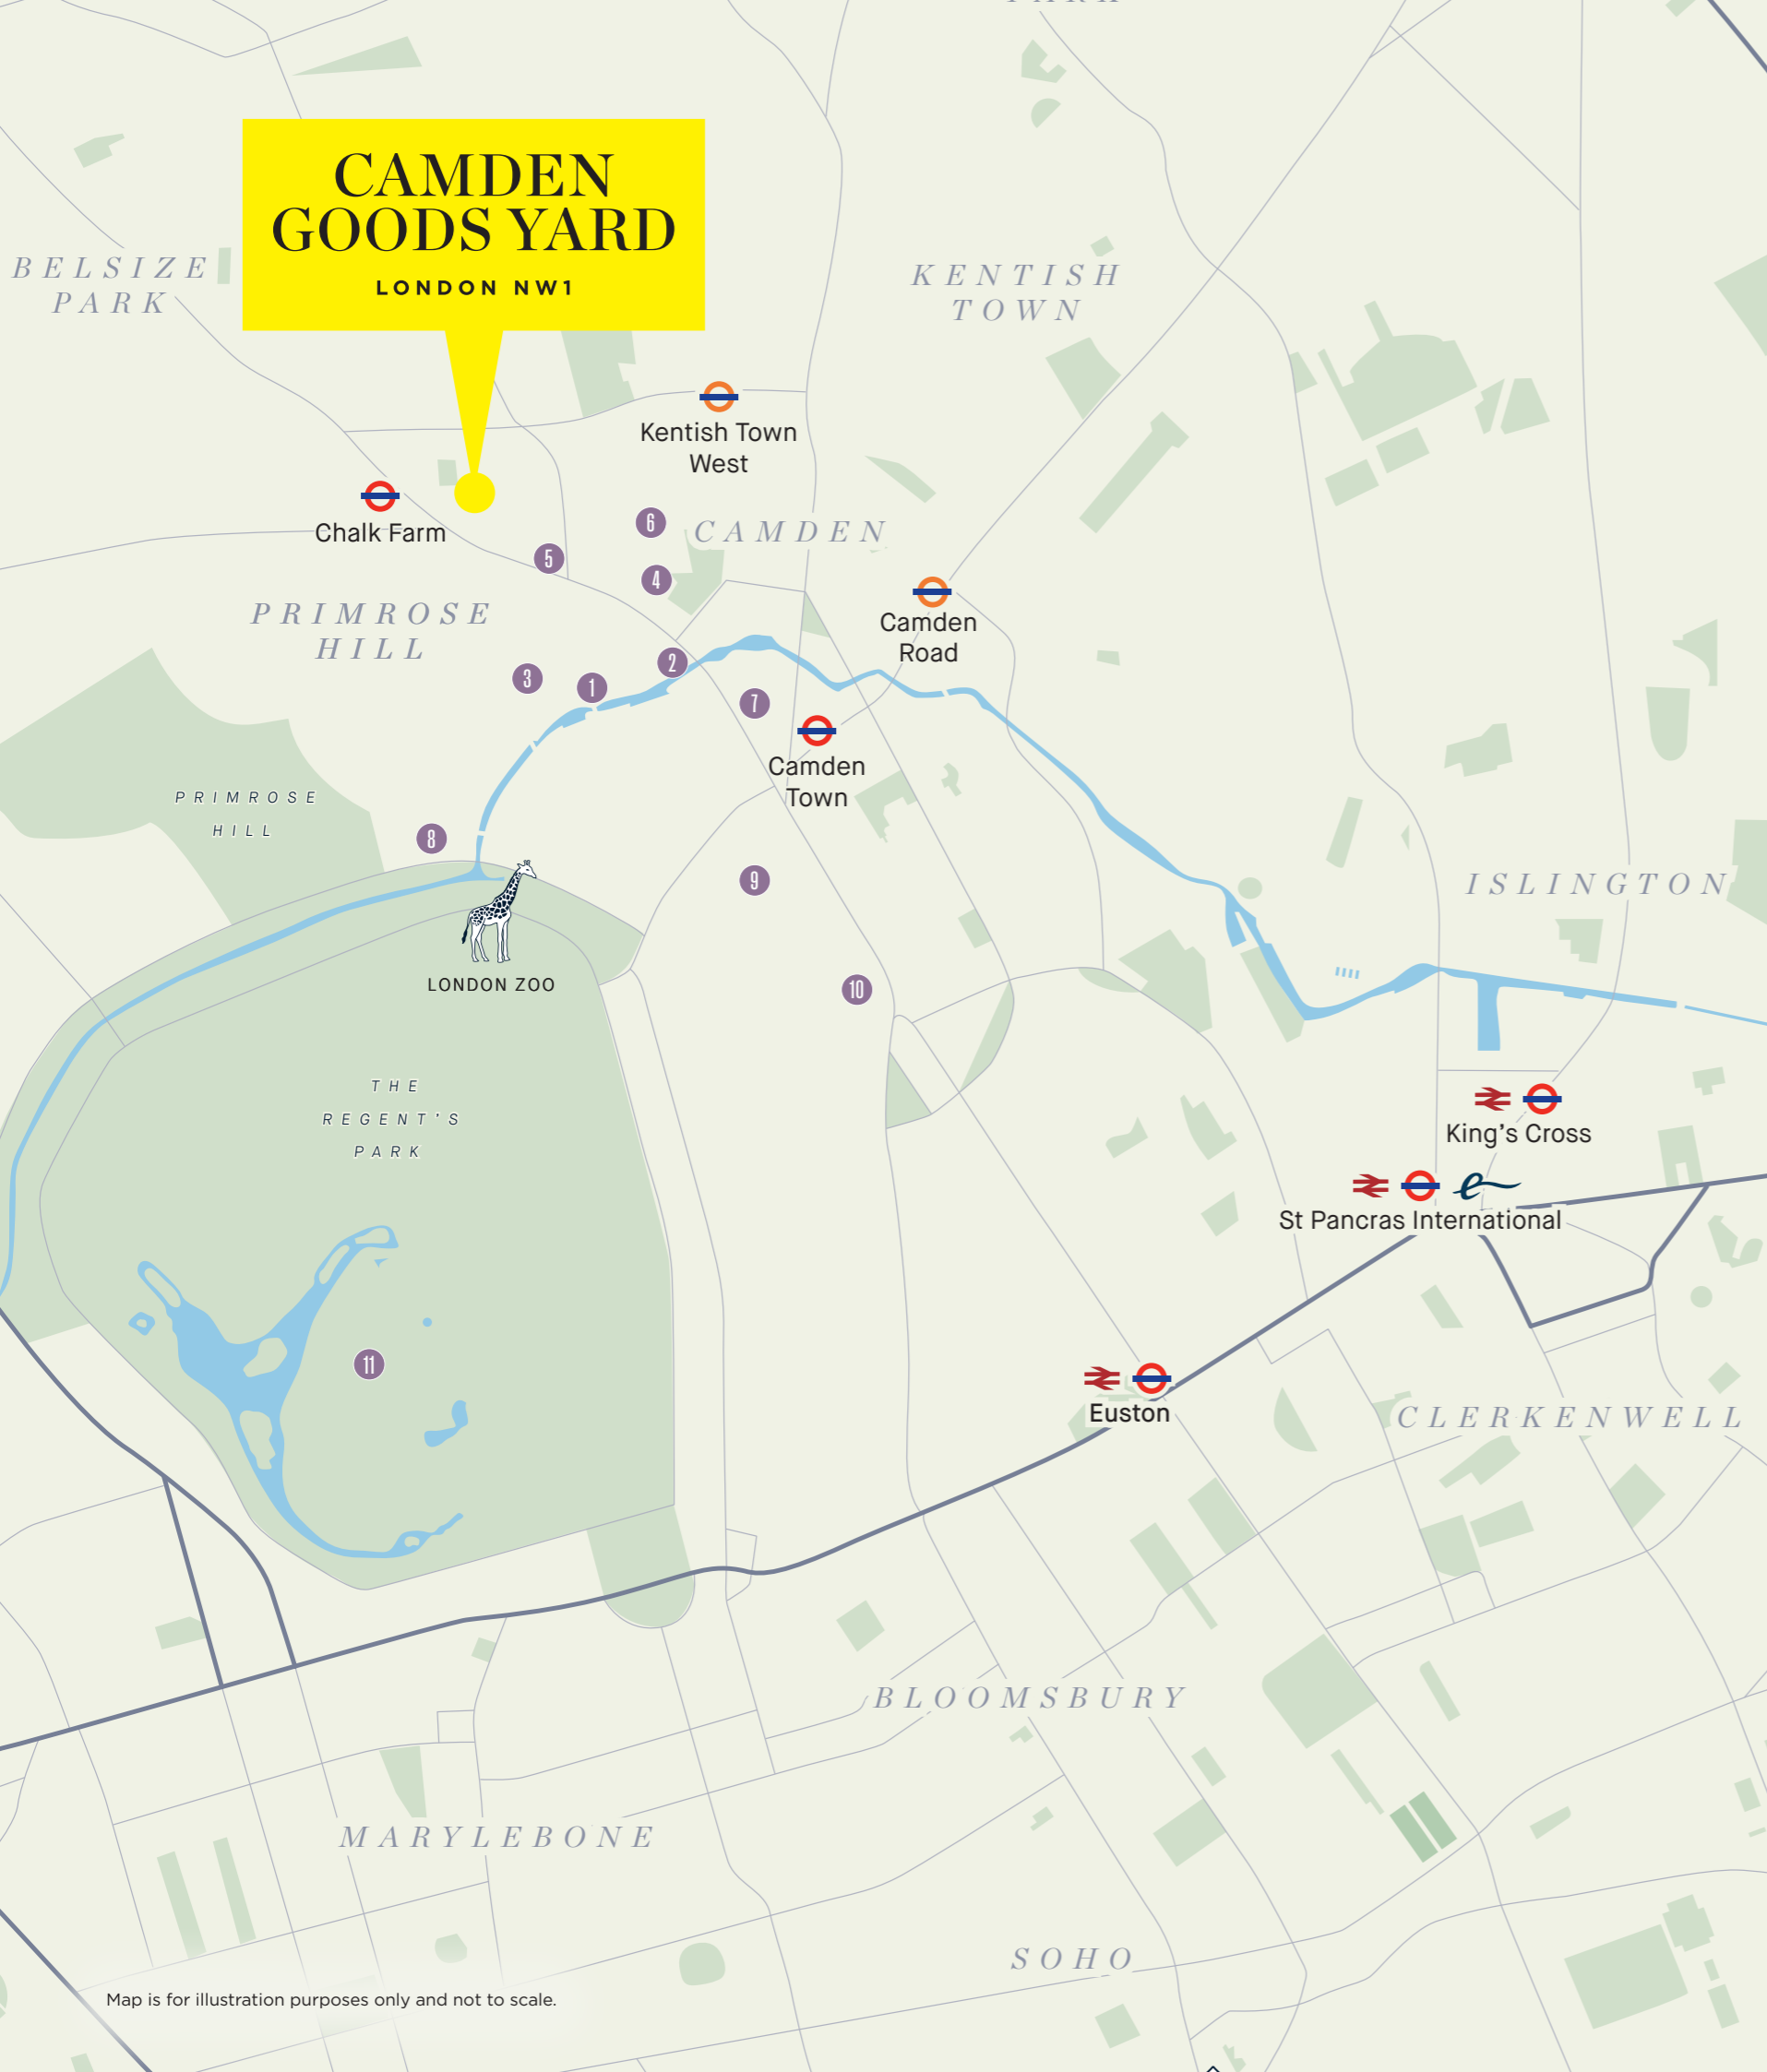 CAMDEN
GOODS YARD
LONDON NW1
BELSIZE
PARK
KENTISH
TOWN
Kentish Town
West
Chalk Farm
6
CAMDEN
5
4
Camden
Road
PRIMROSE
HILL
2
3
1
7
Camden
Town
PRIMROSE
HILL
8
9
ISLINGTON
LONDON ZOO
10
THE
REGENT'S
PARK
King's Cross
e
St Pancras International
11
Euston
CLERKENWELL
BLOOMSBURY
MARYLEBONE
SOHO
Map is for illustration purposes only and not to scale.